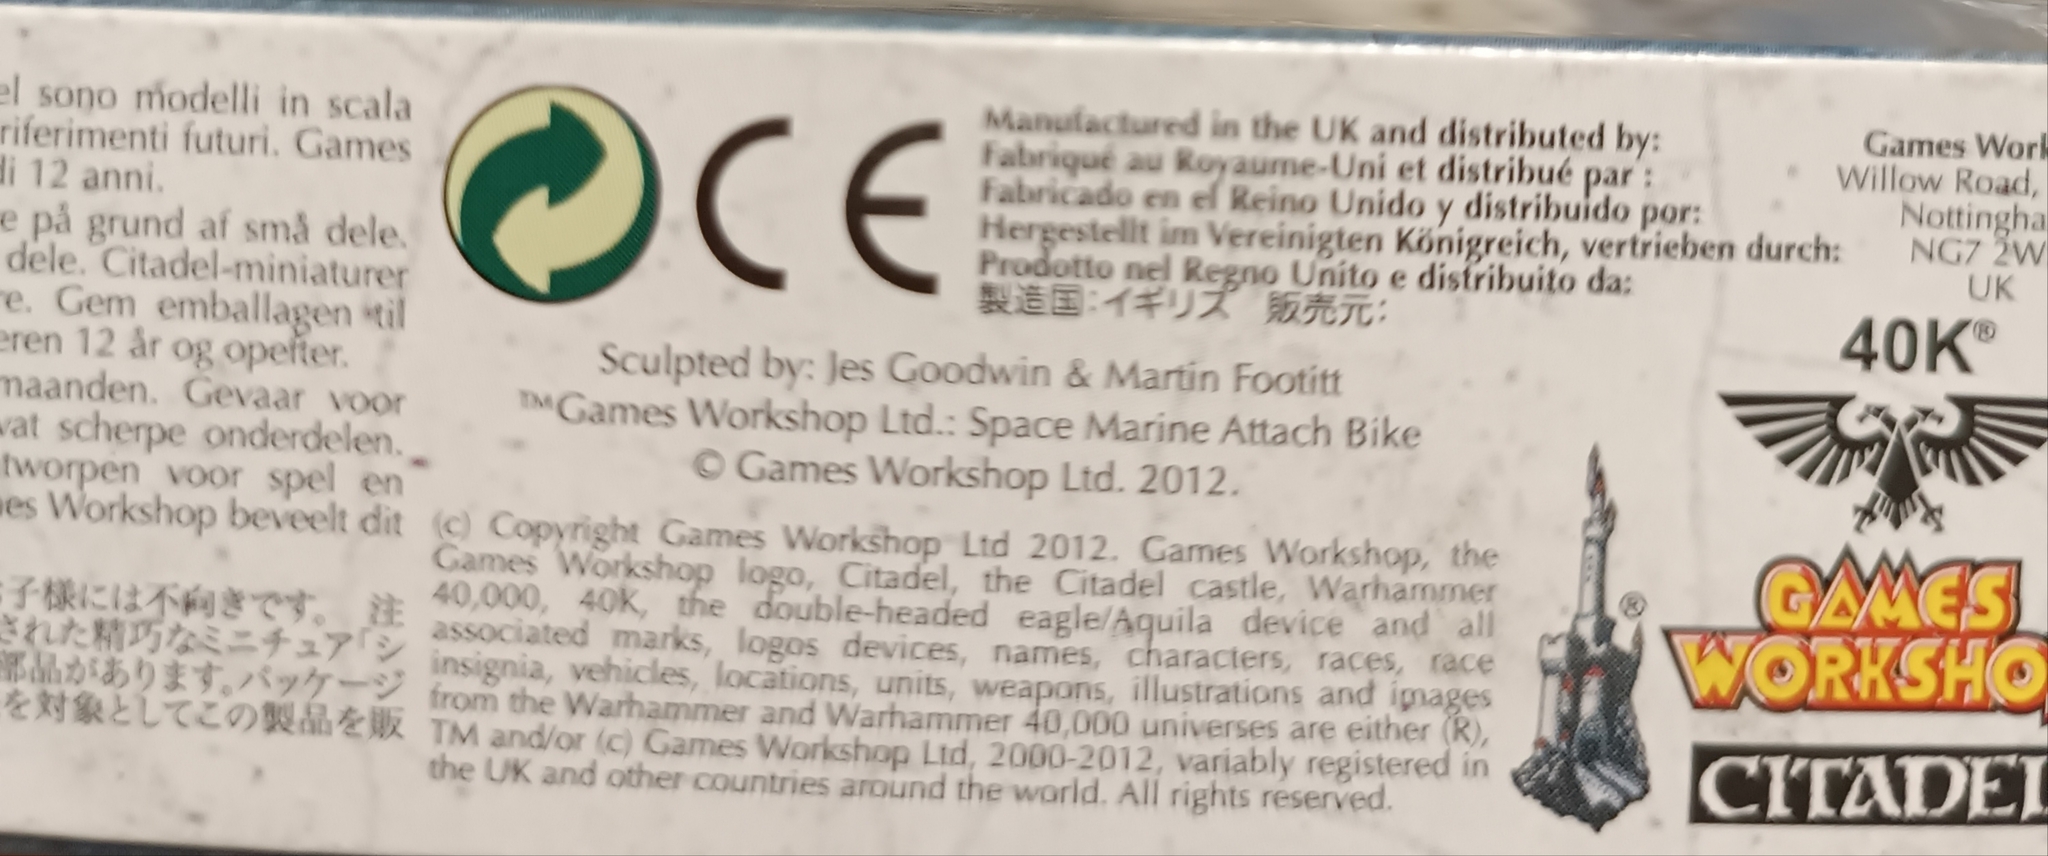 el sono modelli in scala
riferimenti futuri. Games
di 12 anni.
e på grund af små dele.
dele. Citadel-miniaturer
re. Gem emballagen til
eren 12 år og opefter.
maanden. Gevaar voor
vat scherpe onderdelen.
tworpen voor spel en
nes Workshop beveelt dit
子様には不向きです。 注
された精巧なミニチュア「シ
部品があります。パッケージ
を対象としてこの製品を販
CE
Manufactured in the UK and distributed by:
Fabriqué au Royaume-Uni et distribué par :
Fabricado en el Reino Unido y distribuido por:
Hergestellt im Vereinigten Königreich, vertrieben durch:
Prodotto nel Regno Unito e distribuito da:
製造国：イギリス 販売元：
Sculpted by: Jes Goodwin & Martin Footitt
™Games Workshop Ltd.: Space Marine Attach Bike
© Games Workshop Ltd. 2012.
(c) Copyright Games Workshop Ltd 2012. Games Workshop, the
Games Workshop logo, Citadel, the Citadel castle, Warhammer
40,000, 40K, the double-headed eagle/Aquila device and all
associated marks, logos devices, names, characters, races, race
insignia, vehicles, locations, units, weapons, illustrations and images
from the Warhammer and Warhammer 40,000 universes are either (R),
TM and/or (c) Games Workshop Ltd, 2000-2012, variably registered in
the UK and other countries around the world. All rights reserved.
Games Work
Willow Road,
Nottingha
NG7 2W
UK
40K®
®
GAMES
WORKSHO
CITADEL